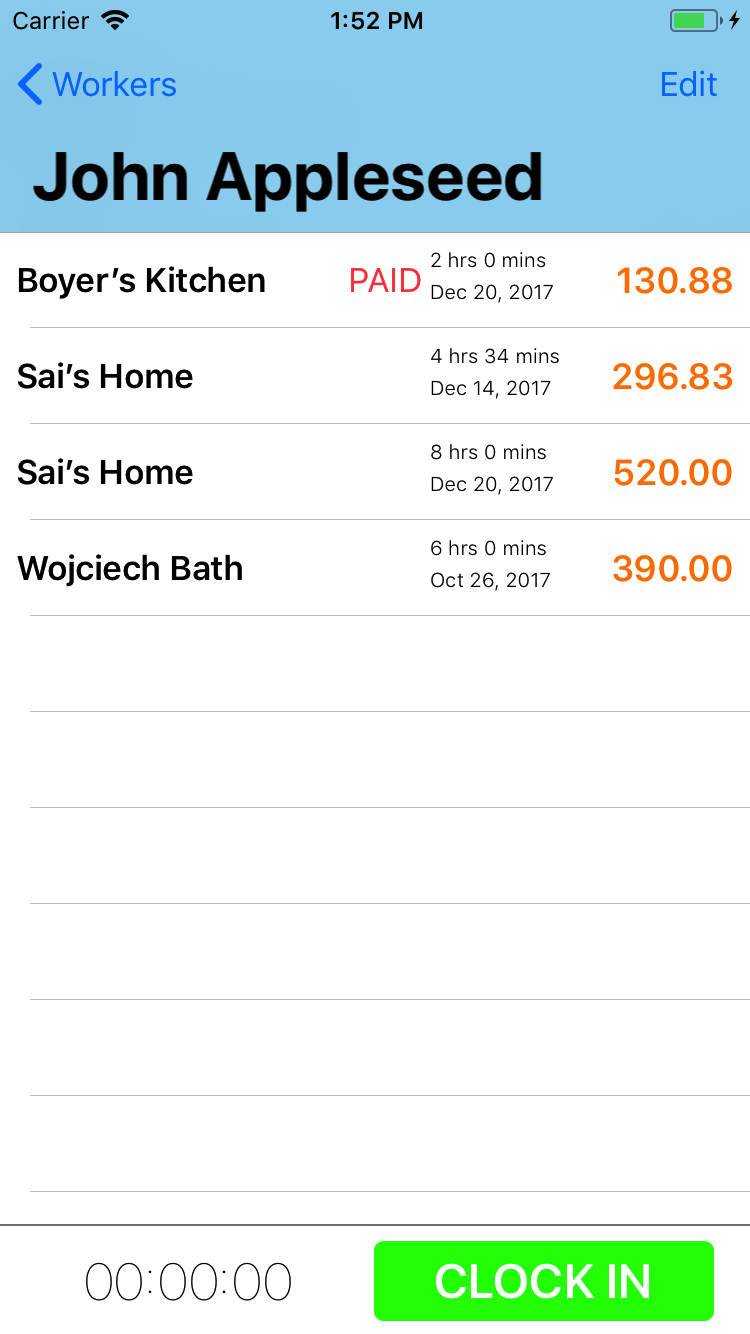 Carrier 1:52 PM
Workers Edit
John Appleseed
Boyer’s Kitchen PAID 2 hrs 0 mins 130.88
Dec 20, 2017
Sai’s Home 4 hrs 34 mins 296.83
Dec 14, 2017
Sai’s Home 8 hrs 0 mins 520.00
Dec 20, 2017
Wojciech Bath 6 hrs 0 mins 390.00
Oct 26, 2017
00:00:00 CLOCK IN